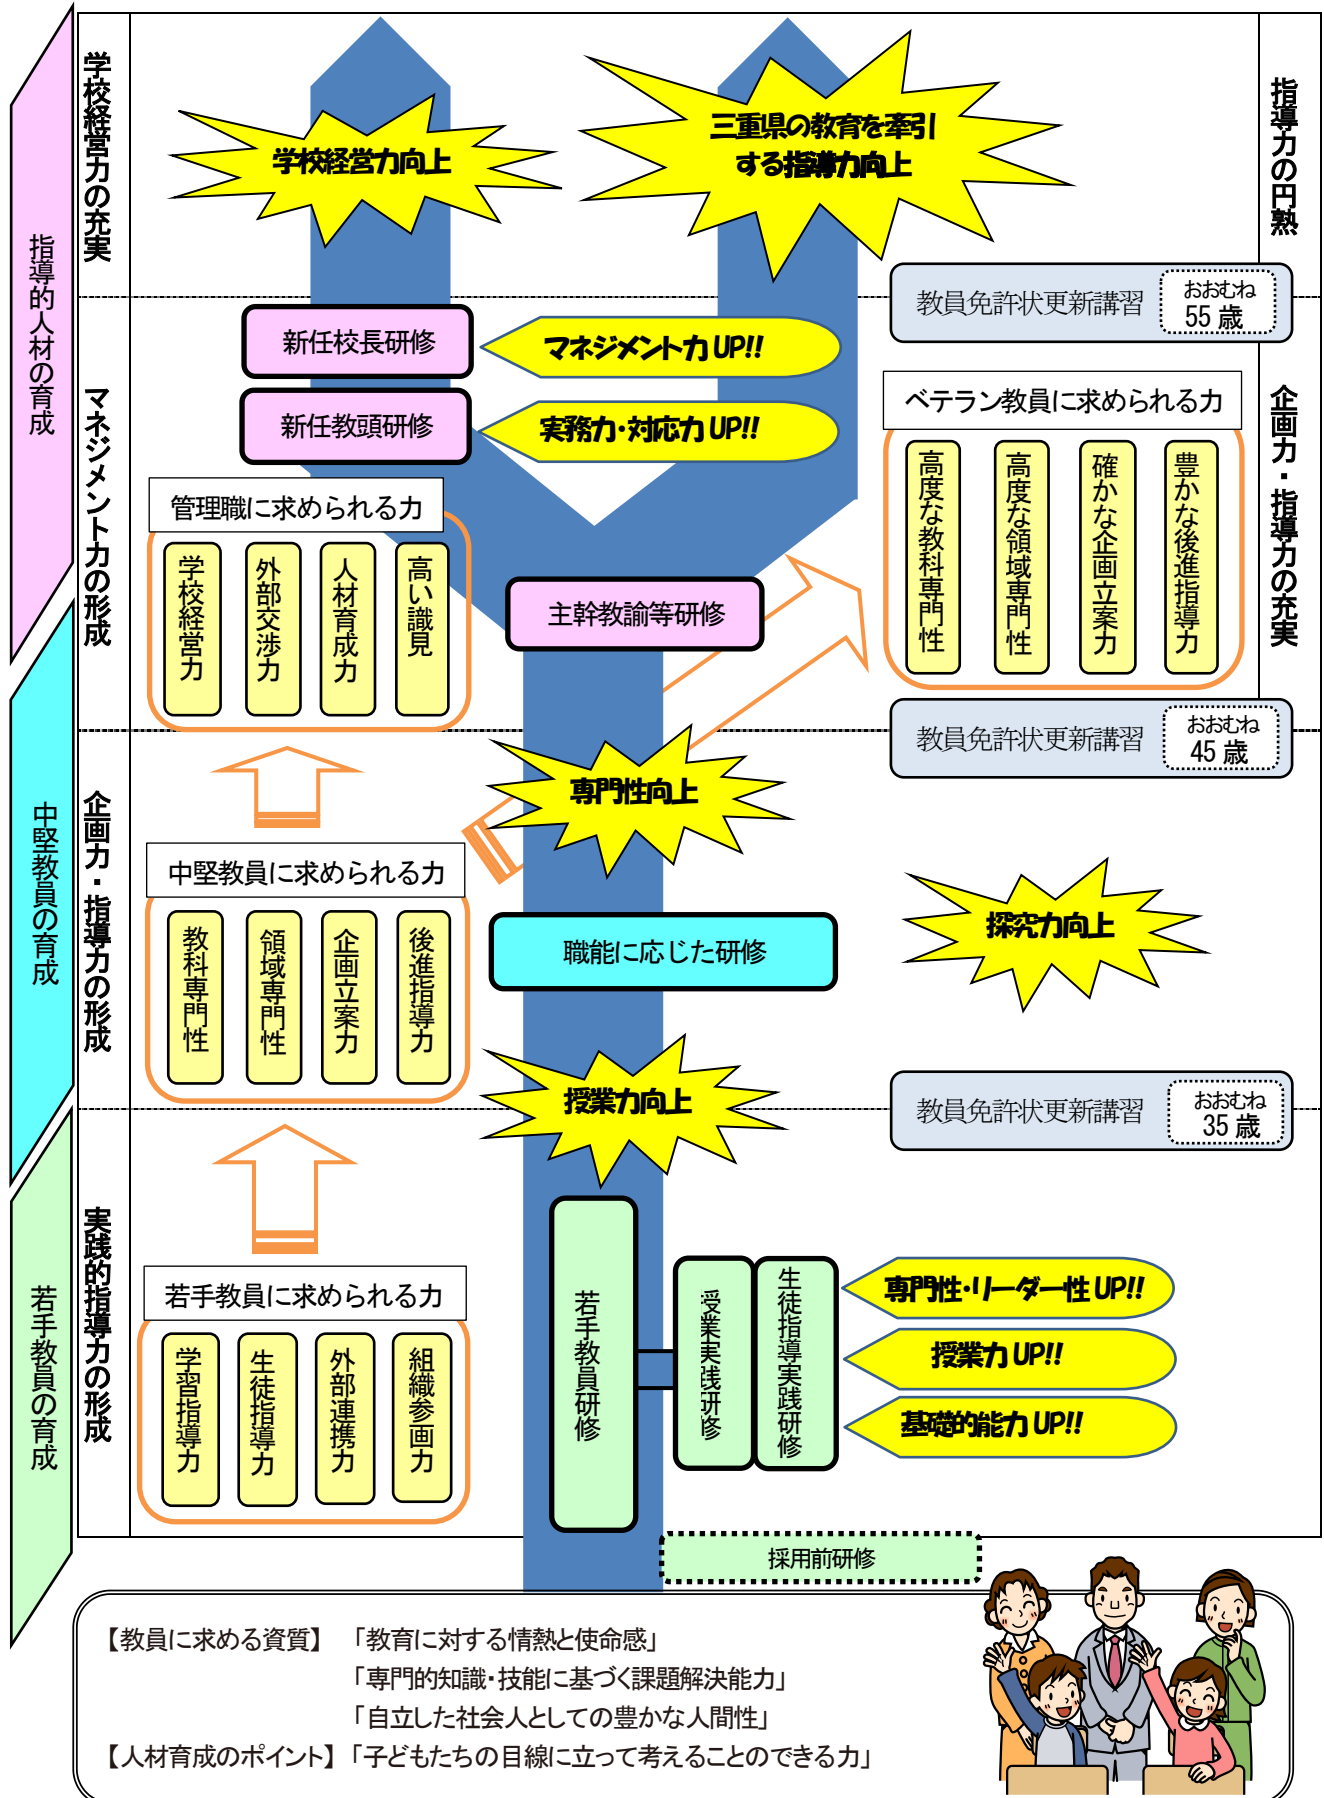 学校経営力の充実
指導力の円熟
学校経営力向上
三重県の教育を牽引
する指導力向上
指導的人材の育成
教員免許状更新講習
おおむね
55 歳
新任校長研修
マネジメント力 UP!!
新任教頭研修
実務力・対応力 UP!!
マネジメント力の形成
企画力・指導力の充実
ベテラン教員に求められる力
高度な教科専門性
高度な領域専門性
確かな企画立案力
豊かな後進指導力
管理職に求められる力
学校経営力
外部交渉力
人材育成力
高い識見
主幹教諭等研修
教員免許状更新講習
おおむね
45 歳
専門性向上
中堅教員の育成
企画力・指導力の形成
中堅教員に求められる力
教科専門性
領域専門性
企画立案力
後進指導力
職能に応じた研修
探究力向上
授業力向上
教員免許状更新講習
おおむね
35 歳
若手教員の育成
実践的指導力の形成
若手教員に求められる力
学習指導力
生徒指導力
外部連携力
組織参画力
若手教員研修
授業実践研修
生徒指導実践研修
専門性・リーダー性 UP!!
授業力 UP!!
基礎的能力 UP!!
採用前研修
【教員に求める資質】 「教育に対する情熱と使命感」
「専門的知識・技能に基づく課題解決能力」
「自立した社会人としての豊かな人間性」
【人材育成のポイント】「子どもたちの目線に立って考えることのできる力」